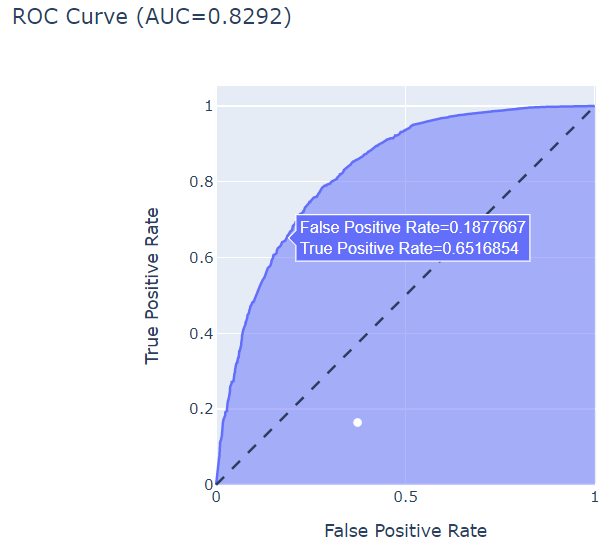 ROC Curve (AUC=0.8292)
1
0.8
0.6
0.4
0.2
0
True Positive Rate
False Positive Rate=0.1877667
True Positive Rate=0.6516854
0
0.5
1
False Positive Rate